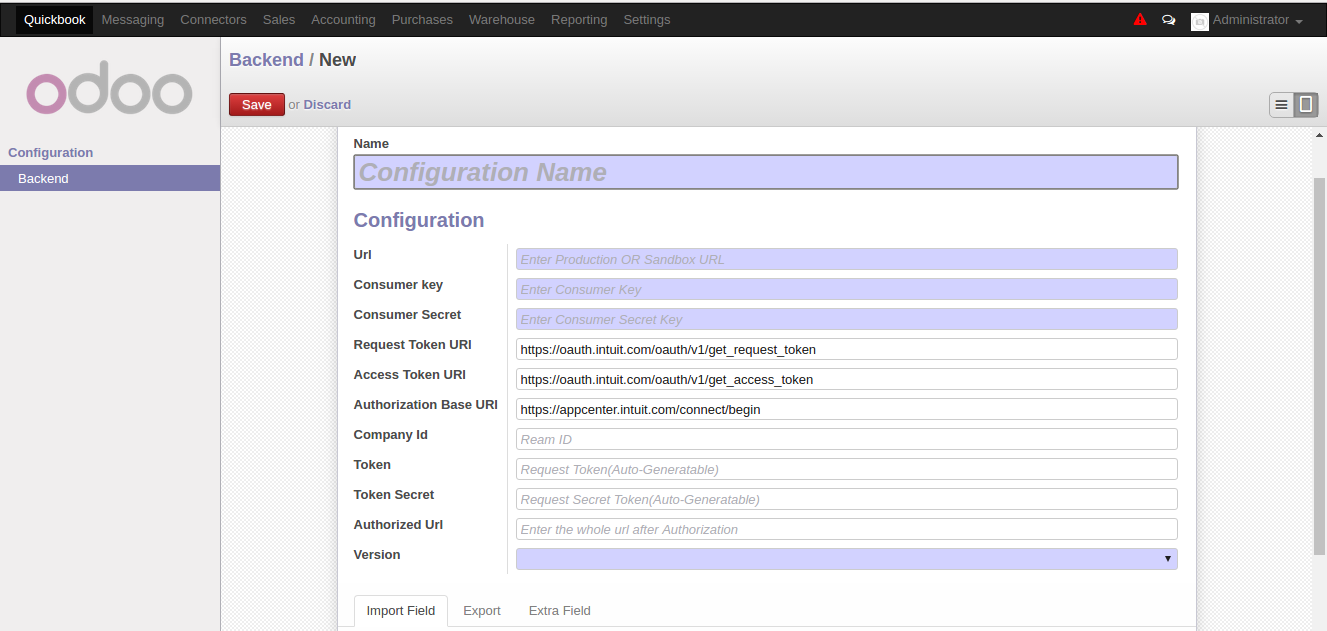 Quickbook Messaging Connectors Sales Accounting Purchases Warehouse Reporting Settings Administrator
odoo
Configuration
Backend
Backend / New
Save or Discard
Name
Configuration Name
Configuration
Url Enter Production OR Sandbox URL
Consumer key Enter Consumer Key
Consumer Secret Enter Consumer Secret Key
Request Token URI https://oauth.intuit.com/oauth/v1/get_request_token
Access Token URI https://oauth.intuit.com/oauth/v1/get_access_token
Authorization Base URI https://appcenter.intuit.com/connect/begin
Company Id Ream ID
Token Request Token(Auto-Generatable)
Token Secret Request Secret Token(Auto-Generatable)
Authorized Url Enter the whole url after Authorization
Version
Import Field Export Extra Field